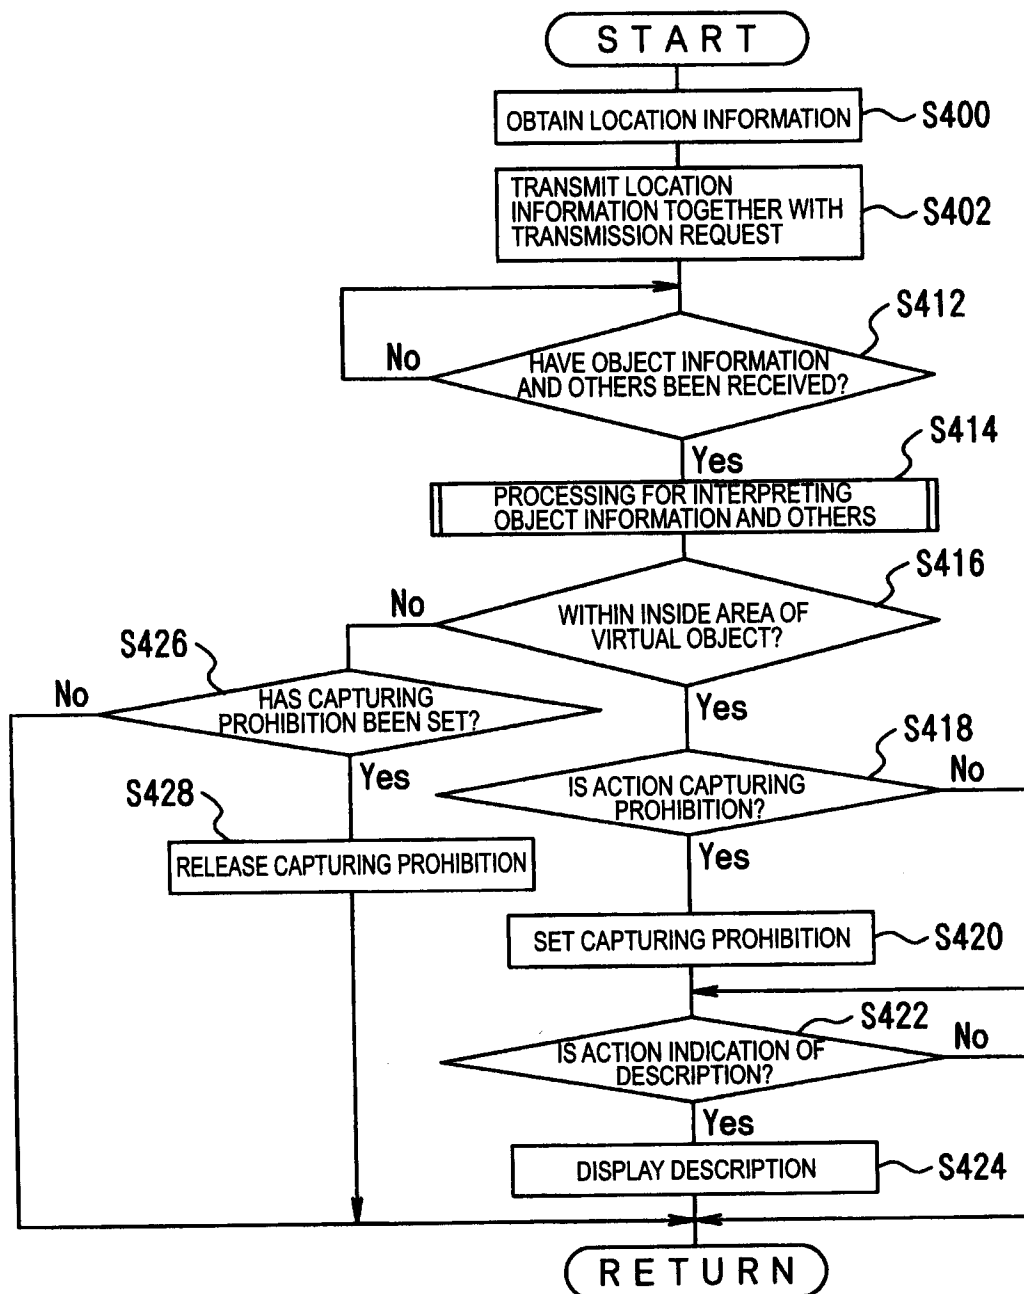 START
OBTAIN LOCATION INFORMATION
S400
TRANSMIT LOCATION
INFORMATION TOGETHER WITH
TRANSMISSION REQUEST
S402
S412
No
HAVE OBJECT INFORMATION
AND OTHERS BEEN RECEIVED?
Yes
S414
PROCESSING FOR INTERPRETING
OBJECT INFORMATION AND OTHERS
S416
No
WITHIN INSIDE AREA OF
VIRTUAL OBJECT?
Yes
S426
No
HAS CAPTURING
PROHIBITION BEEN SET?
Yes
S428
RELEASE CAPTURING PROHIBITION
S418
No
IS ACTION CAPTURING
PROHIBITION?
Yes
SET CAPTURING PROHIBITION
S420
S422
No
IS ACTION INDICATION OF
DESCRIPTION?
Yes
DISPLAY DESCRIPTION
S424
RETURN